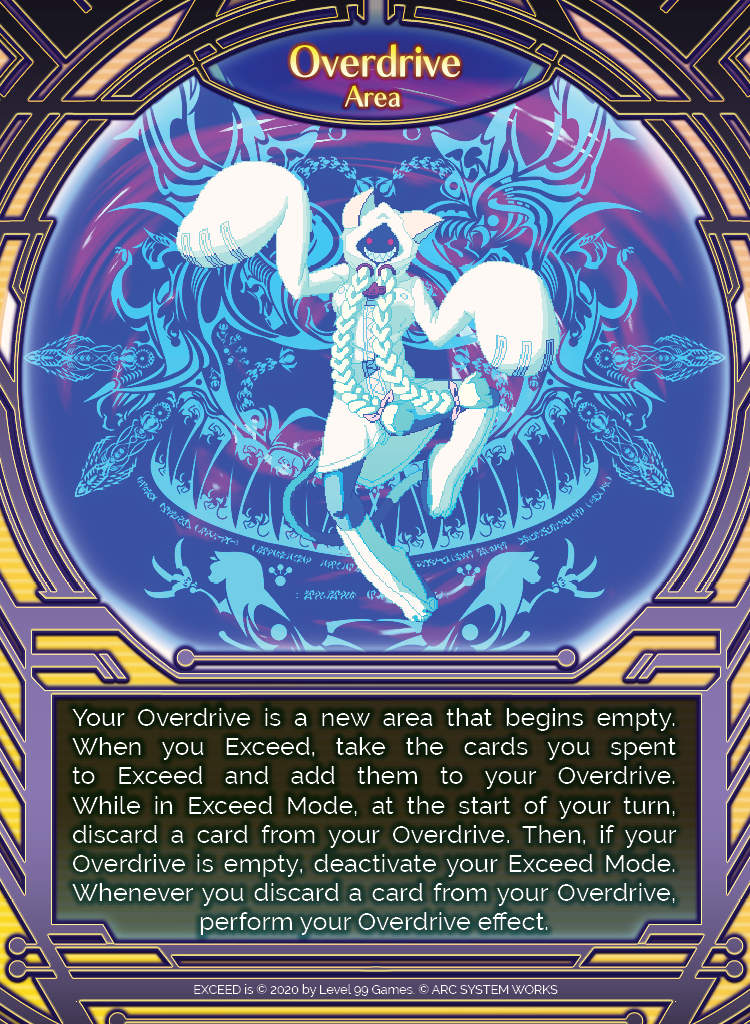 Overdrive
Area
Your Overdrive is a new area that begins empty.
When you Exceed, take the cards you spent
to Exceed and add them to your Overdrive.
While in Exceed Mode, at the start of your turn,
discard a card from your Overdrive. Then, if your
Overdrive is empty, deactivate your Exceed Mode.
Whenever you discard a card from your Overdrive,
perform your Overdrive effect.
EXCEED is © 2020 by Level 99 Games. © ARC SYSTEM WORKS